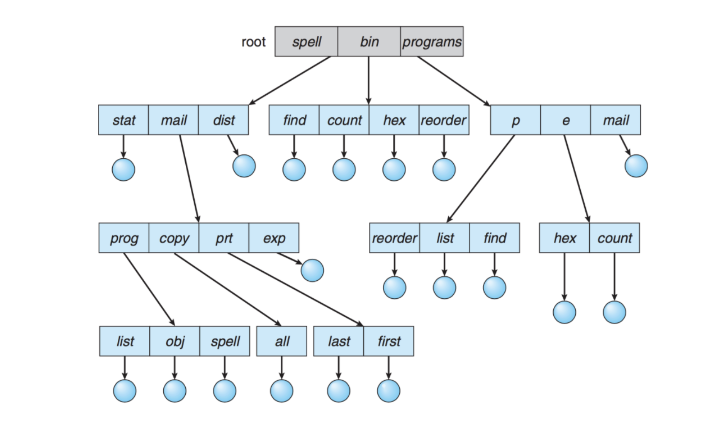 root spell bin programs
stat mail dist find count hex reorder p e mail
prog copy prt exp reorder list find hex count
list obj spell all last first